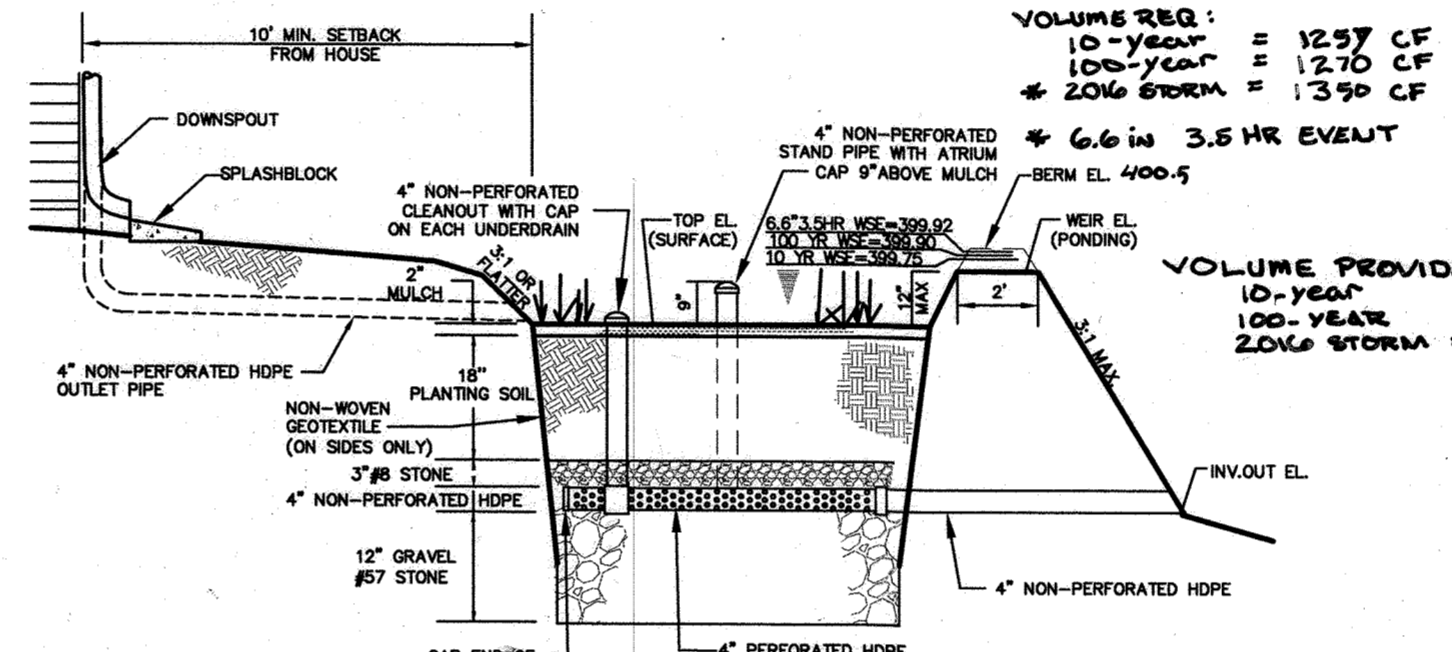 10' MIN. SETBACK
FROM HOUSE
VOLUME REQ:
10-year = 1257 CF
100-year = 1270 CF
* 2016 STORM = 1350 CF
* 6.6 in 3.5 HR EVENT
DOWNSPOUT
SPLASHBLOCK
4" NON-PERFORATED
CLEANOUT WITH CAP
ON EACH UNDERDRAIN
4" NON-PERFORATED
STAND PIPE WITH ATRIUM
CAP 9" ABOVE MULCH
BERM EL. 400.5
TOP EL.
(SURFACE)
6.6" 3.5HR WSE=399.92
100 YR WSE=399.90
10 YR WSE=399.75
WEIR EL.
(PONDING)
3:1 OR
FLATTER
2"
MULCH
9"
12"
MAX
2'
3:1 MAX.
VOLUME PROVID
10-year
100-YEAR
2016 STORM
4" NON-PERFORATED HDPE
OUTLET PIPE
18"
PLANTING SOIL
NON-WOVEN
GEOTEXTILE
(ON SIDES ONLY)
3" #8 STONE
4" NON-PERFORATED HDPE
INV.OUT EL.
12" GRAVEL
#57 STONE
4" NON-PERFORATED HDPE
4" PERFORATED HDPE